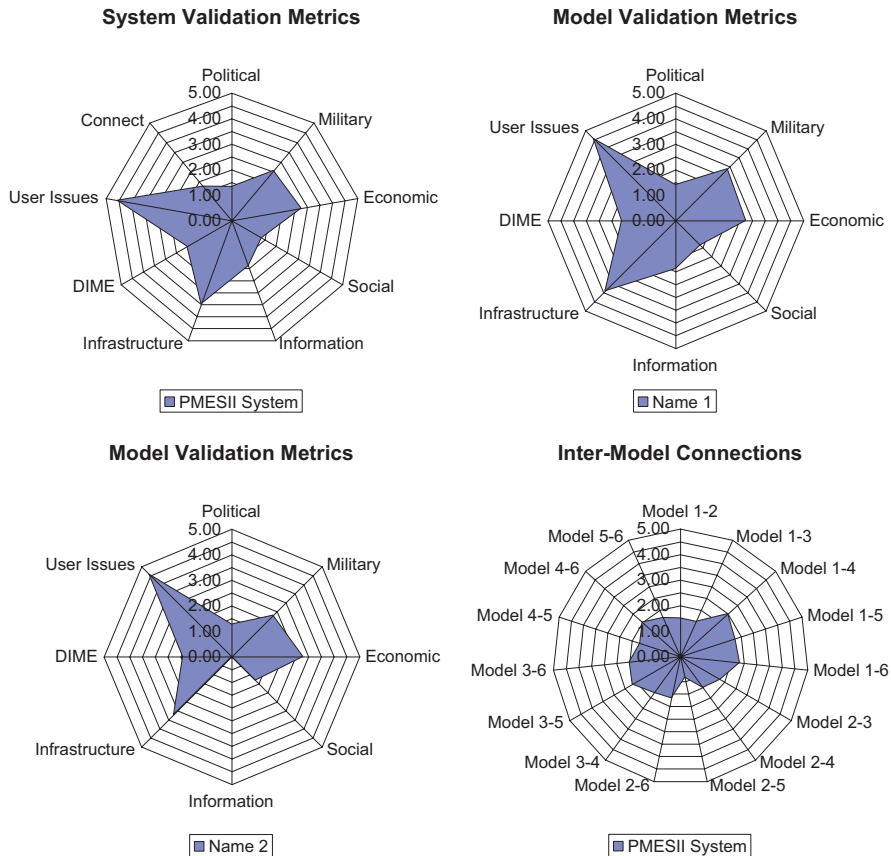 System Validation Metrics
Political
5.00
4.00
3.00
2.00
1.00
0.00
Military
Economic
Social
Information
Infrastructure
DIME
User Issues
Connect
PMESII System
Model Validation Metrics
Political
5.00
4.00
3.00
2.00
1.00
0.00
Military
Economic
Social
Information
Infrastructure
DIME
User Issues
Name 1
Model Validation Metrics
Political
5.00
4.00
3.00
2.00
1.00
0.00
Military
Economic
Social
Information
Infrastructure
DIME
User Issues
Name 2
Inter-Model Connections
Model 1-2
5.00
4.00
3.00
2.00
1.00
0.00
Model 1-3
Model 1-4
Model 1-5
Model 1-6
Model 2-3
Model 2-4
Model 2-5
Model 2-6
Model 3-4
Model 3-5
Model 3-6
Model 4-5
Model 4-6
Model 5-6
PMESII System